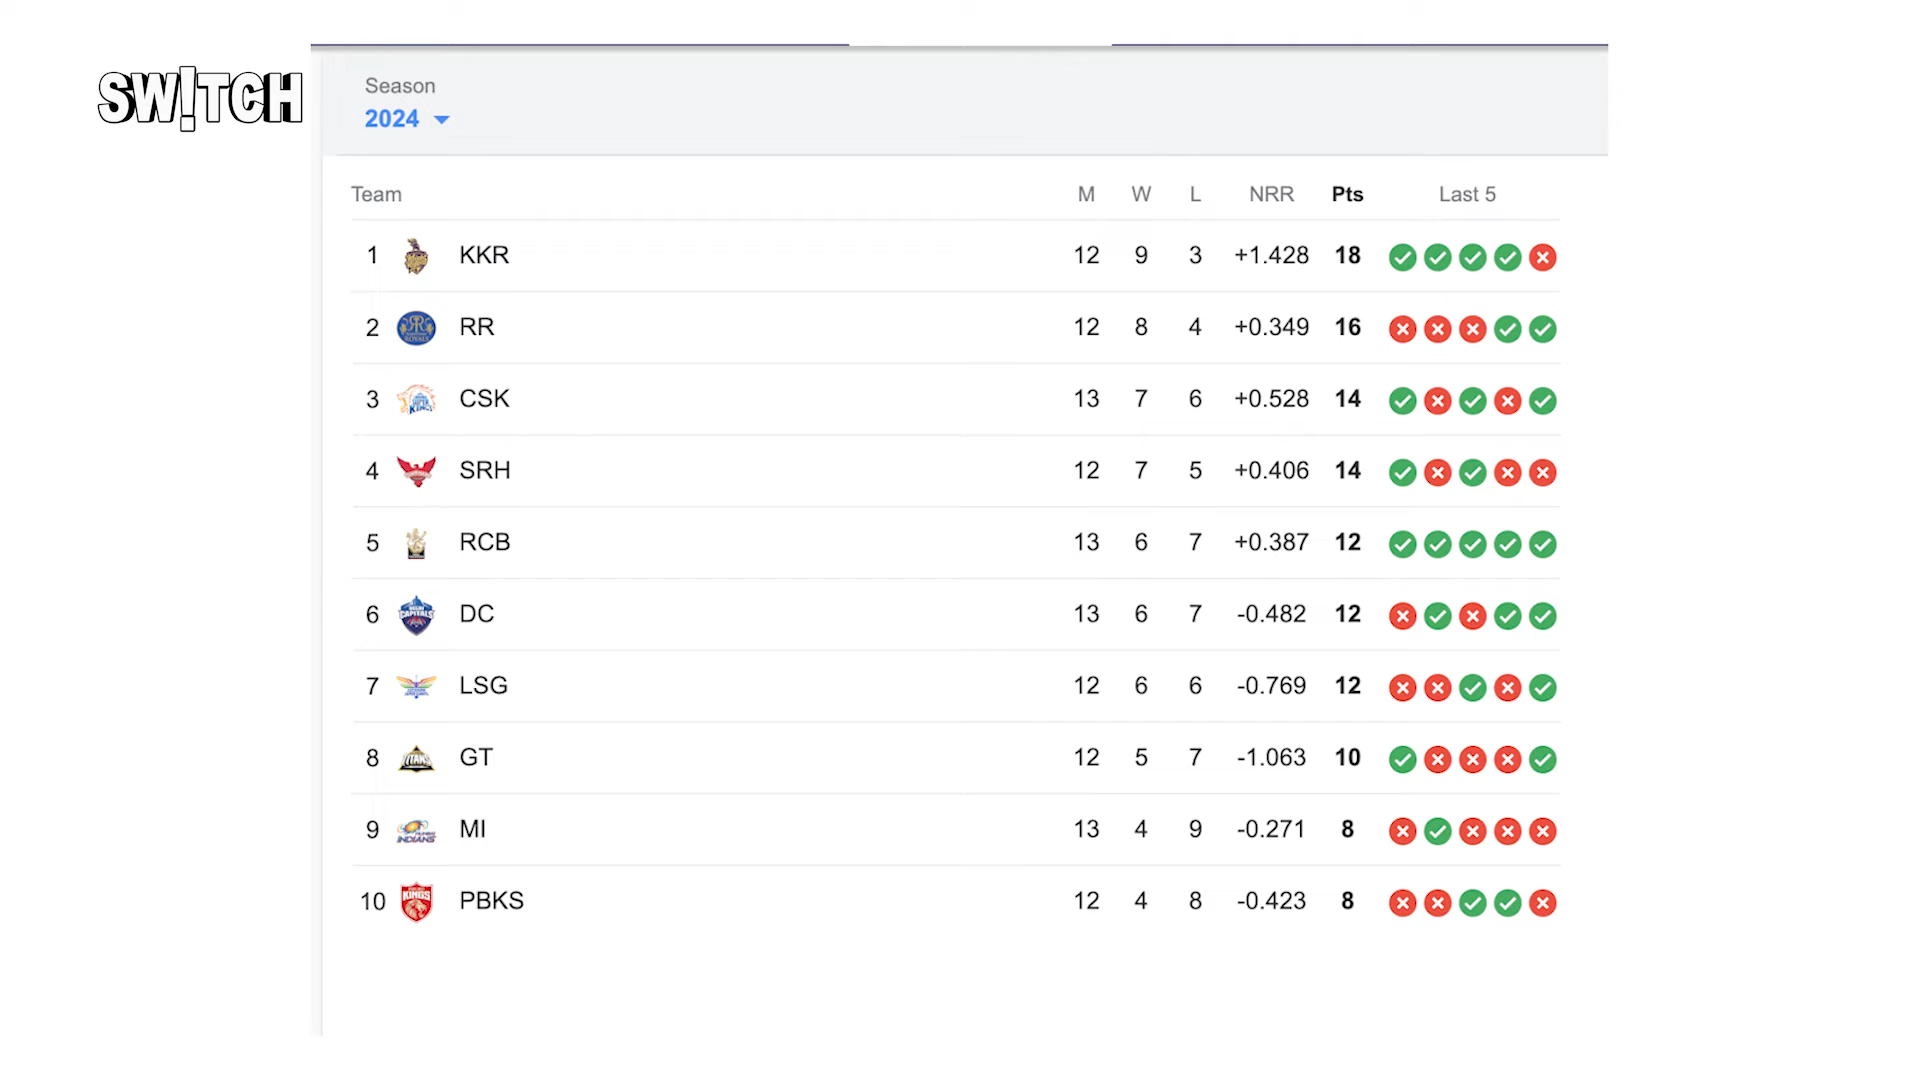 SW!TCH
Season
2024
Team M W L NRR Pts Last 5
1 KKR 12 9 3 +1.428 18
2 RR 12 8 4 +0.349 16
3 CSK 13 7 6 +0.528 14
4 SRH 12 7 5 +0.406 14
5 RCB 13 6 7 +0.387 12
6 DC 13 6 7 -0.482 12
7 LSG 12 6 6 -0.769 12
8 GT 12 5 7 -1.063 10
9 MI 13 4 9 -0.271 8
10 PBKS 12 4 8 -0.423 8